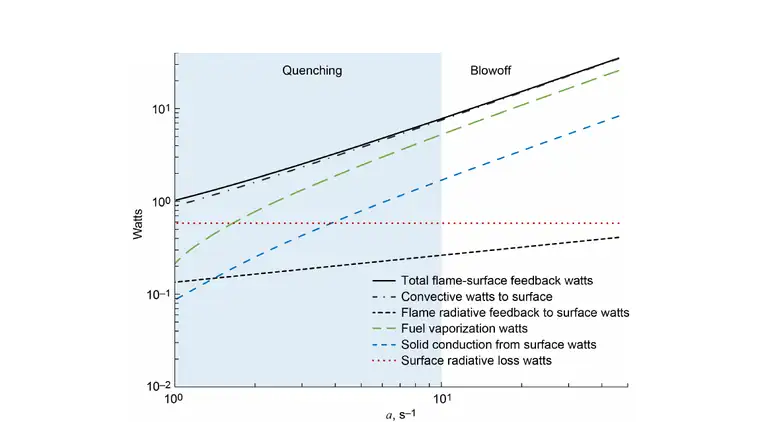 Quenching
Blowoff
10¹
10⁰
10⁻¹
10⁻²
Watts
Total flame-surface feedback watts
Convective watts to surface
Flame radiative feedback to surface watts
Fuel vaporization watts
Solid conduction from surface watts
Surface radiative loss watts
10⁰
10¹
a, s⁻¹